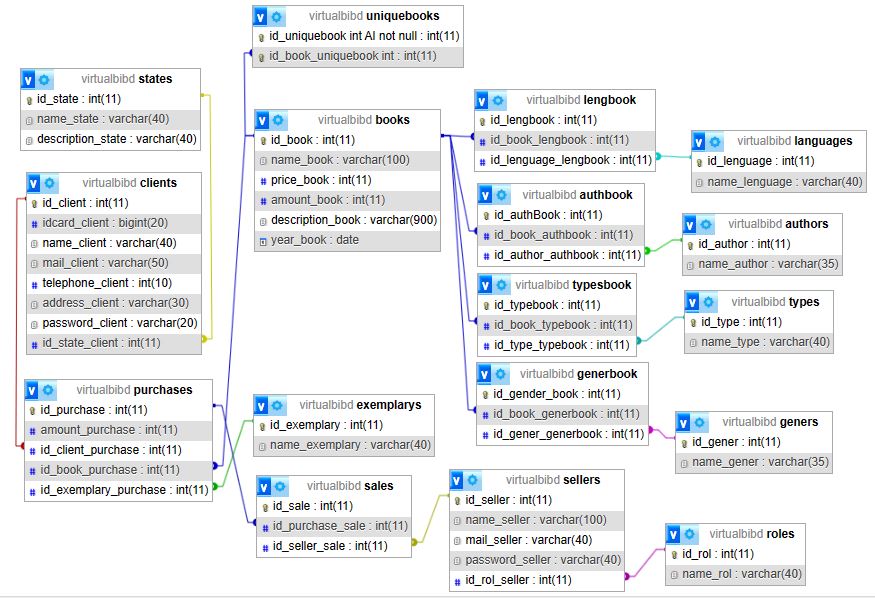 virtualbibd uniquebooks
id_uniquebook int AI not null : int(11)
id_book_uniquebook int : int(11)
virtualbibd states
id_state : int(11)
name_state : varchar(40)
description_state : varchar(40)
virtualbibd books
id_book : int(11)
name_book : varchar(100)
price_book : int(11)
amount_book : int(11)
description_book : varchar(900)
year_book : date
virtualbibd lengbook
id_lengbook : int(11)
id_book_lengbook : int(11)
id_lenguage_lengbook : int(11)
virtualbibd languages
id_lenguage : int(11)
name_lenguage : varchar(40)
virtualbibd clients
id_client : int(11)
idcard_client : bigint(20)
name_client : varchar(40)
mail_client : varchar(50)
telephone_client : int(10)
address_client : varchar(30)
password_client : varchar(20)
id_state_client : int(11)
virtualbibd authbook
id_authBook : int(11)
id_book_authbook : int(11)
id_author_authbook : int(11)
virtualbibd authors
id_author : int(11)
name_author : varchar(35)
virtualbibd typesbook
id_typebook : int(11)
id_book_typebook : int(11)
id_type_typebook : int(11)
virtualbibd types
id_type : int(11)
name_type : varchar(40)
virtualbibd generbook
id_gender_book : int(11)
id_book_generbook : int(11)
id_gener_generbook : int(11)
virtualbibd geners
id_gener : int(11)
name_gener : varchar(35)
virtualbibd purchases
id_purchase : int(11)
amount_purchase : int(11)
id_client_purchase : int(11)
id_book_purchase : int(11)
id_exemplary_purchase : int(11)
virtualbibd exemplarys
id_exemplary : int(11)
name_exemplary : varchar(40)
virtualbibd sales
id_sale : int(11)
id_purchase_sale : int(11)
id_seller_sale : int(11)
virtualbibd sellers
id_seller : int(11)
name_seller : varchar(100)
mail_seller : varchar(40)
password_seller : varchar(40)
id_rol_seller : int(11)
virtualbibd roles
id_rol : int(11)
name_rol : varchar(40)